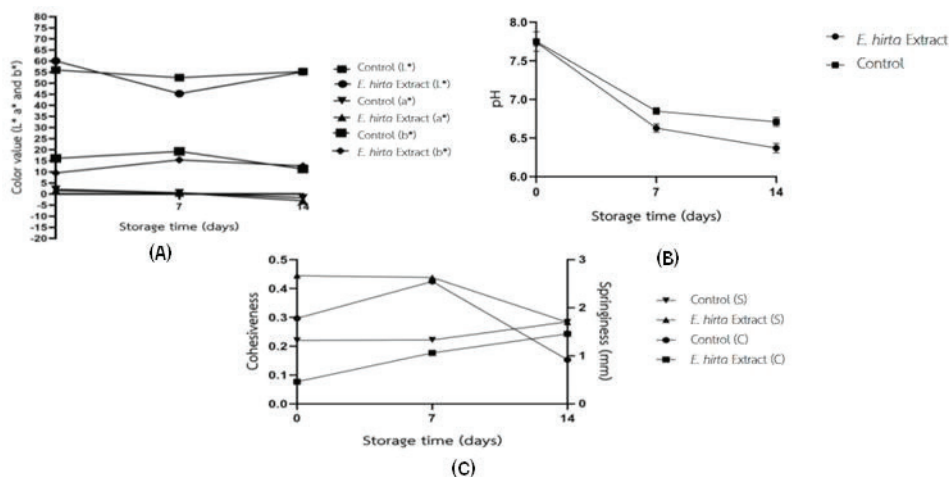 80
75
70
65
60
55
50
45
40
35
30
25
20
15
10
5
0
-5
-10
-15
-20
Color value (L* a* and b*)
7
14
Storage time (days)
Control (L*)
E. hirta Extract (L*)
Control (a*)
E. hirta Extract (a*)
Control (b*)
E. hirta Extract (b*)
(A)
8.0
7.5
7.0
6.5
6.0
pH
0
7
14
Storage time (days)
E. hirta Extract
Control
(B)
0.5
0.4
0.3
0.2
0.1
0.0
Cohesiveness
3
2
1
0
Springiness (mm)
0
7
14
Storage time (days)
Control (S)
E. hirta Extract (S)
Control (C)
E. hirta Extract (C)
(C)